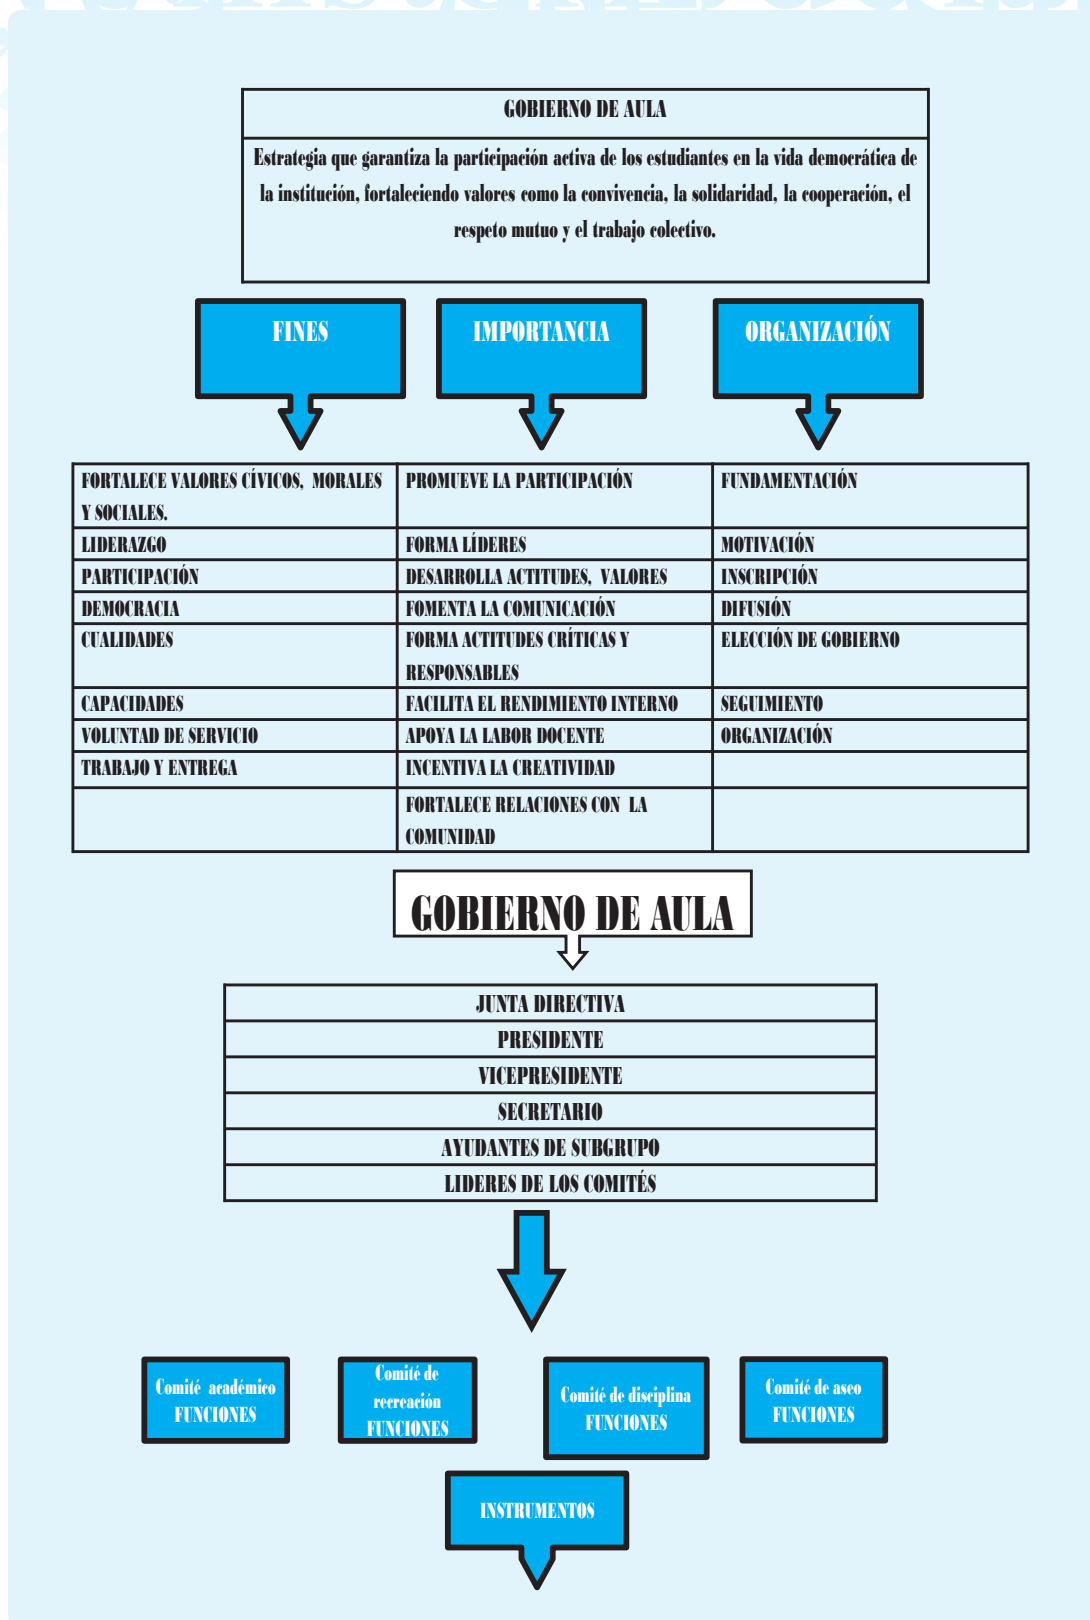 GOBIERNO DE AULA
Estrategia que garantiza la participación activa de los estudiantes en la vida democrática de
la institución, fortaleciendo valores como la convivencia, la solidaridad, la cooperación, el
respeto mutuo y el trabajo colectivo.
FINES
IMPORTANCIA
ORGANIZACIÓN
FORTALECE VALORES CÍVICOS, MORALES
Y SOCIALES.
PROMUEVE LA PARTICIPACIÓN
FUNDAMENTACIÓN
LIDERAZGO
FORMA LÍDERES
MOTIVACIÓN
PARTICIPACIÓN
DESARROLLA ACTITUDES, VALORES
INSCRIPCIÓN
DEMOCRACIA
FOMENTA LA COMUNICACIÓN
DIFUSIÓN
CUALIDADES
FORMA ACTITUDES CRÍTICAS Y
RESPONSABLES
ELECCIÓN DE GOBIERNO
CAPACIDADES
FACILITA EL RENDIMIENTO INTERNO
SEGUIMIENTO
VOLUNTAD DE SERVICIO
APOYA LA LABOR DOCENTE
ORGANIZACIÓN
TRABAJO Y ENTREGA
INCENTIVA LA CREATIVIDAD
FORTALECE RELACIONES CON LA
COMUNIDAD
GOBIERNO DE AULA
JUNTA DIRECTIVA
PRESIDENTE
VICEPRESIDENTE
SECRETARIO
AYUDANTES DE SUBGRUPO
LIDERES DE LOS COMITÉS
Comité académico
FUNCIONES
Comité de
recreación
FUNCIONES
Comité de disciplina
FUNCIONES
Comité de aseo
FUNCIONES
INSTRUMENTOS